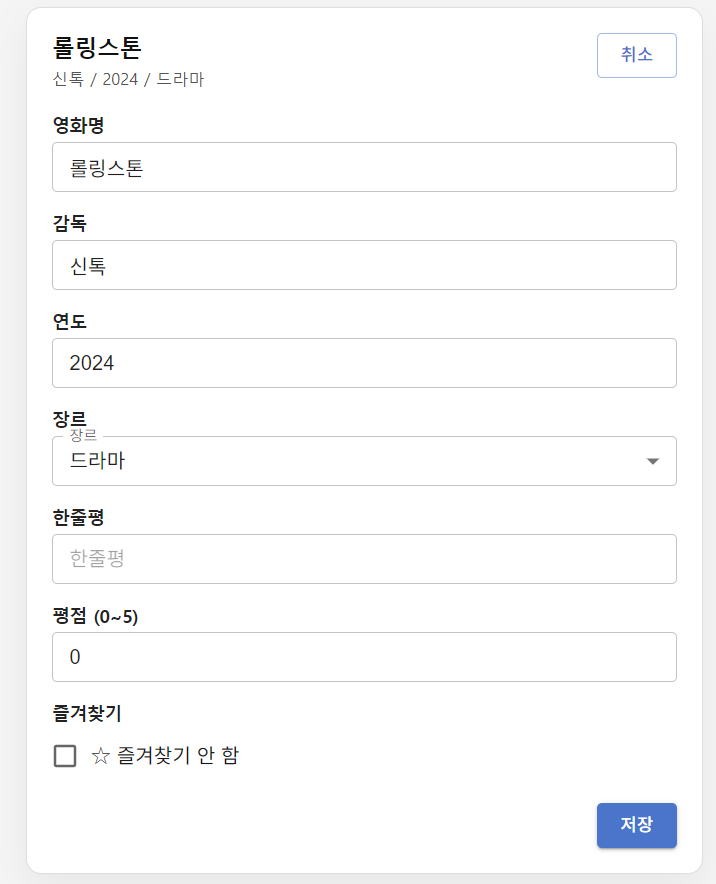 롤링스톤
취소
신톡 / 2024 / 드라마
영화명
롤링스톤
감독
신톡
연도
2024
장르
장르
드라마
한줄평
한줄평
평점 (0~5)
0
즐겨찾기
☆ 즐겨찾기 안 함
저장